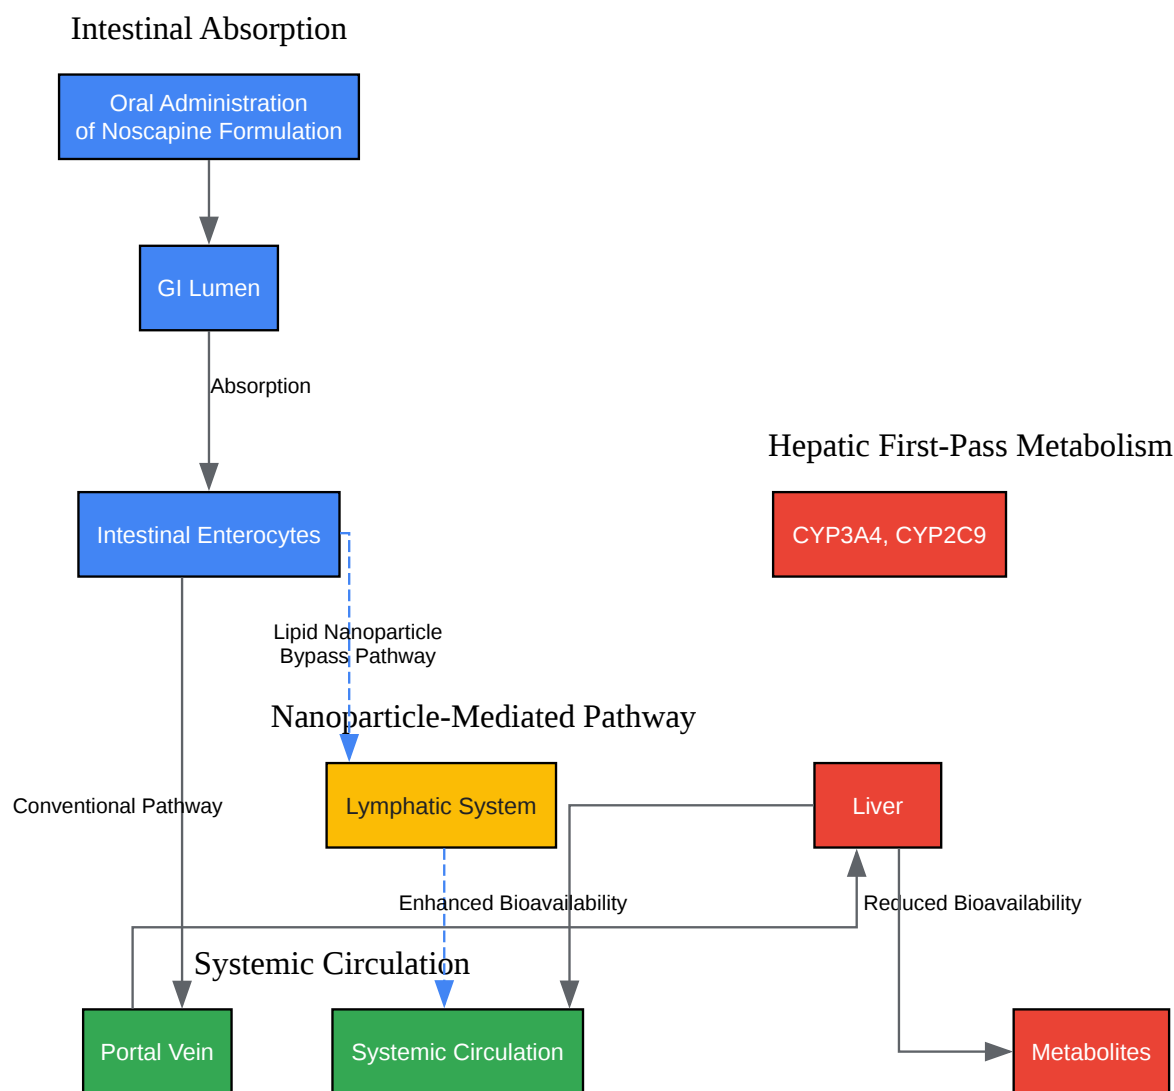 Intestinal Absorption
Oral Administration
of Noscapine Formulation
GI Lumen
Absorption
Hepatic First-Pass Metabolism
Intestinal Enterocytes
CYP3A4, CYP2C9
Lipid Nanoparticle
Bypass Pathway
Nanoparticle-Mediated Pathway
Conventional Pathway
Lymphatic System
Liver
Enhanced Bioavailability
Reduced Bioavailability
Systemic Circulation
Portal Vein
Systemic Circulation
Metabolites